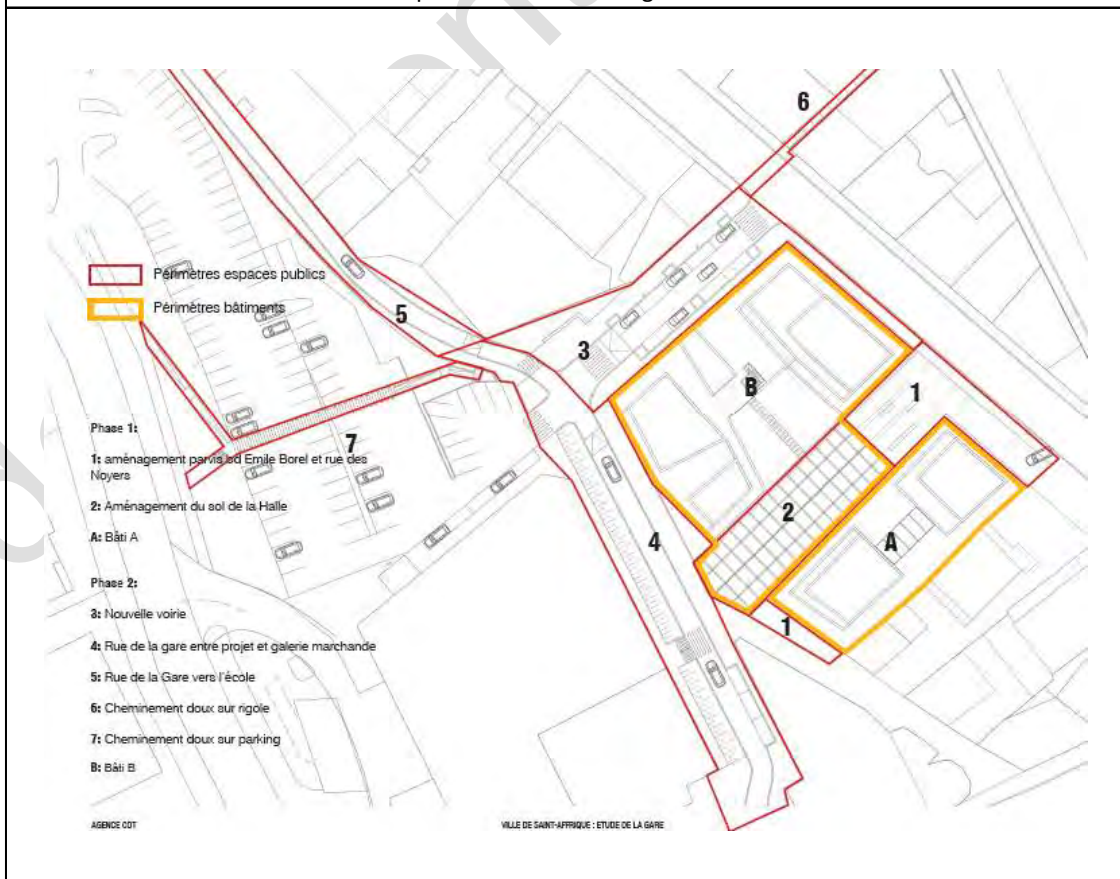 6
Périmètres espaces publics
Périmètres bâtiments
5
3
B
1
7
Phase 1:
1: aménagement parvis bd Emile Borel et rue des
Noyers
2: Aménagement du sol de la Halle
A: Bâti A
2
4
A
1
Phase 2:
3: Nouvelle voirie
4: Rue de la gare entre projet et galerie marchande
5: Rue de la Gare vers l'école
6: Cheminement doux sur rigole
7: Cheminement doux sur parking
B: Bâti B
AGENCE CDT
VILLE DE SAINT-AFFRIQUE : ETUDE DE LA GARE